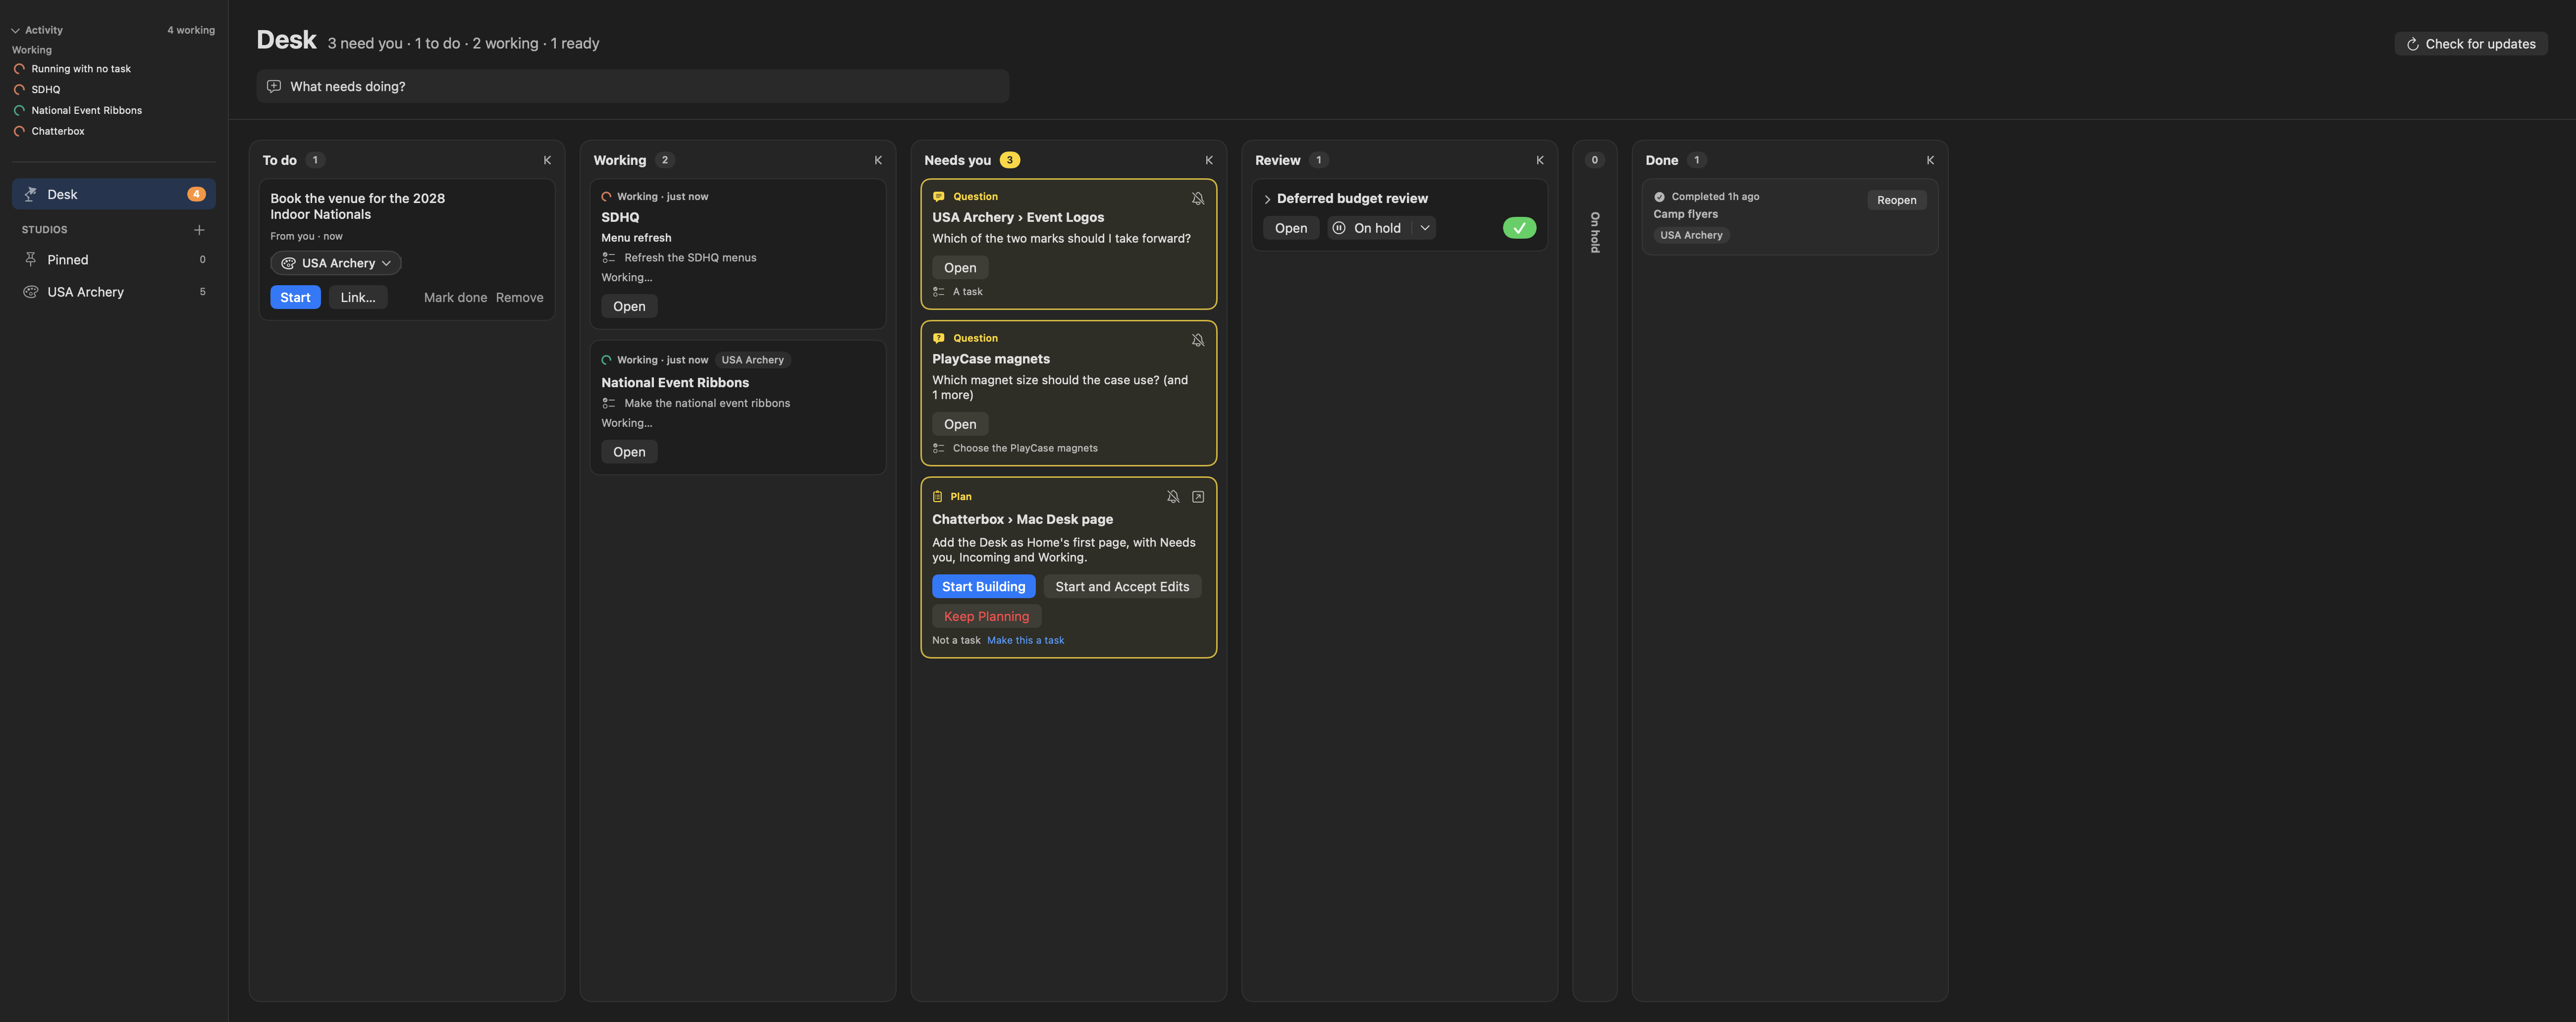 Activity
4 working
Working
Running with no task
SDHQ
National Event Ribbons
Chatterbox
Desk
4
STUDIOS
Pinned
0
USA Archery
5
Desk
3 need you · 1 to do · 2 working · 1 ready
Check for updates
What needs doing?
To do
1
Book the venue for the 2028
Indoor Nationals
From you · now
USA Archery
Start
Link...
Mark done
Remove
Working
2
Working · just now
SDHQ
Menu refresh
Refresh the SDHQ menus
Working...
Open
Working · just now
USA Archery
National Event Ribbons
Make the national event ribbons
Working...
Open
Needs you
3
Question
USA Archery › Event Logos
Which of the two marks should I take forward?
Open
A task
Question
PlayCase magnets
Which magnet size should the case use? (and
1 more)
Open
Choose the PlayCase magnets
Plan
Chatterbox › Mac Desk page
Add the Desk as Home's first page, with Needs
you, Incoming and Working.
Start Building
Start and Accept Edits
Keep Planning
Not a task
Make this a task
Review
1
Deferred budget review
Open
On hold
0
On hold
Done
1
Completed 1h ago
Reopen
Camp flyers
USA Archery